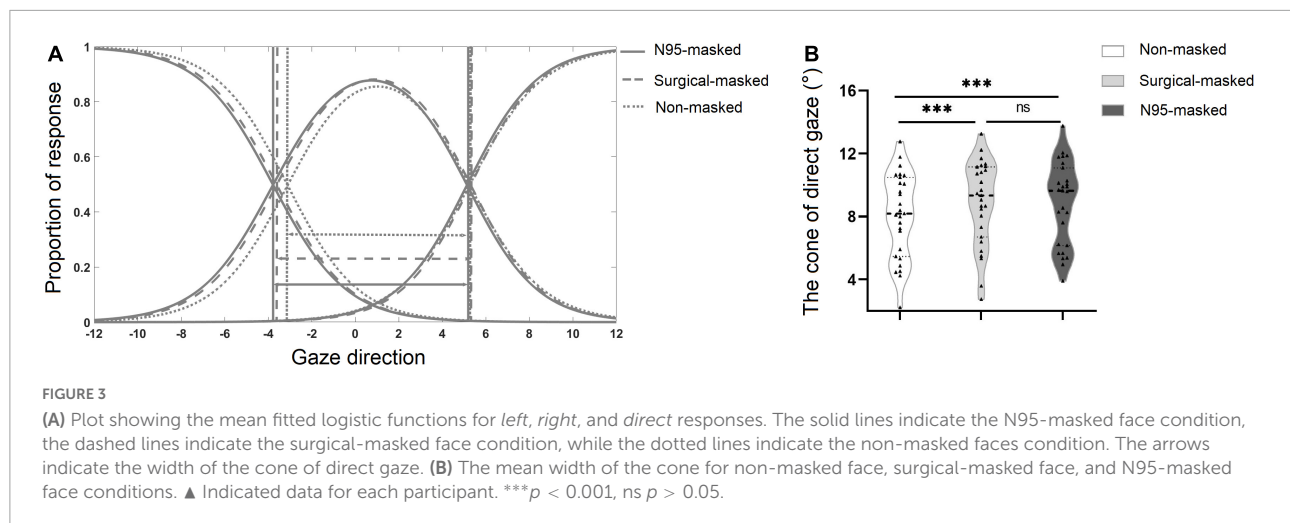 A
N95-masked
Surgical-masked
Non-masked
Proportion of response
1
0.8
0.6
0.4
0.2
0
-12 -10 -8 -6 -4 -2 0 2 4 6 8 10 12
Gaze direction
B
Non-masked
Surgical-masked
N95-masked
The cone of direct gaze (°)
16
12
8
4
***
***
ns
FIGURE 3
(A) Plot showing the mean fitted logistic functions for left, right, and direct responses. The solid lines indicate the N95-masked face condition,
the dashed lines indicate the surgical-masked face condition, while the dotted lines indicate the non-masked faces condition. The arrows
indicate the width of the cone of direct gaze. (B) The mean width of the cone for non-masked face, surgical-masked face, and N95-masked
face conditions. ▲ Indicated data for each participant. ***p < 0.001, ns p > 0.05.